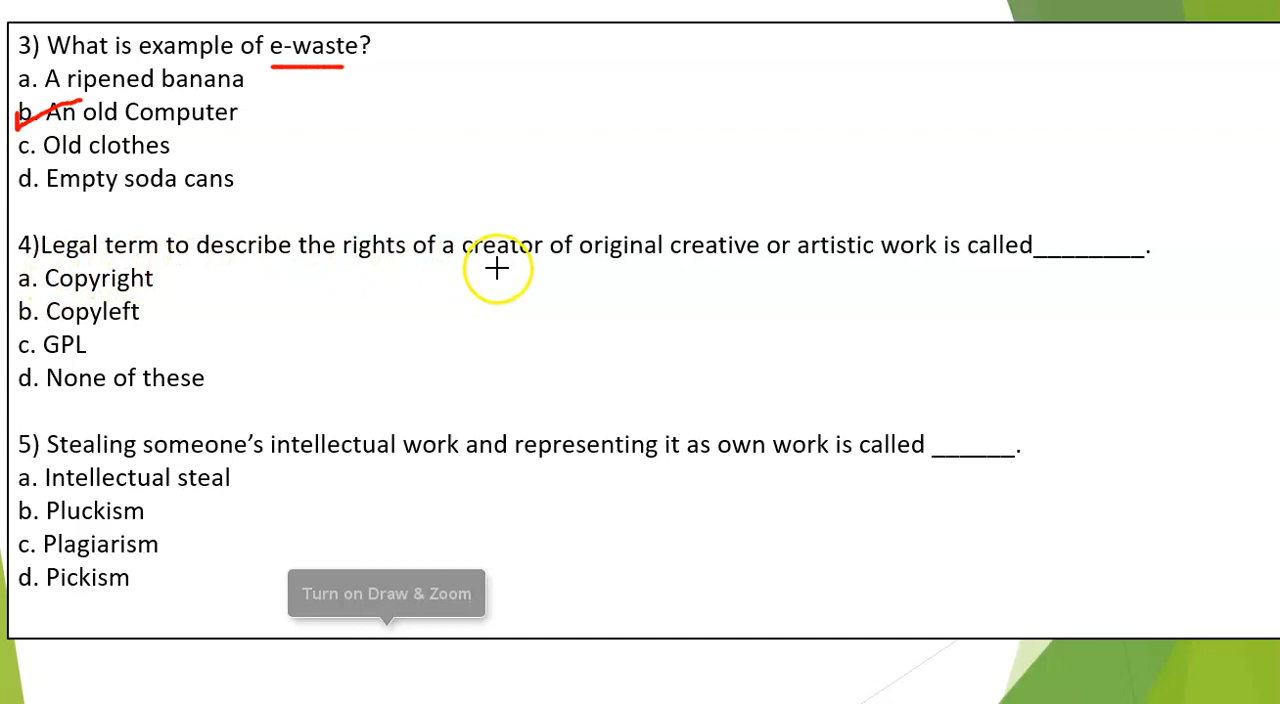 3) What is example of e-waste?
a. A ripened banana
b. An old Computer
c. Old clothes
d. Empty soda cans
4)Legal term to describe the rights of a creator of original creative or artistic work is called________.
a. Copyright
b. Copyleft
c. GPL
d. None of these
5) Stealing someone’s intellectual work and representing it as own work is called ______.
a. Intellectual steal
b. Pluckism
c. Plagiarism
d. Pickism
Turn on Draw & Zoom